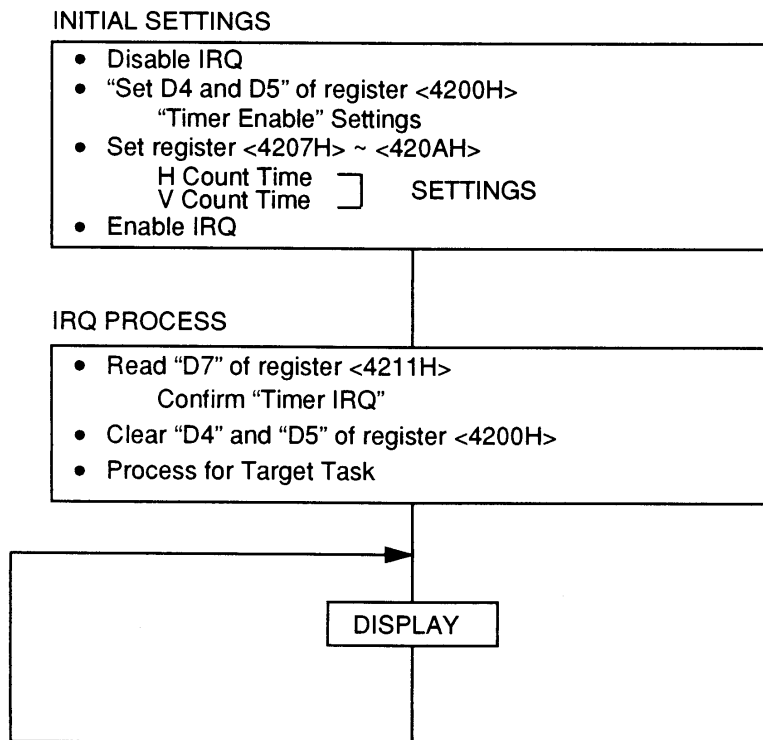 INITIAL SETTINGS
• Disable IRQ
• “Set D4 and D5” of register <4200H>
“Timer Enable” Settings
• Set register <4207H> ~ <420AH>
H Count Time
V Count Time
SETTINGS
• Enable IRQ
IRQ PROCESS
• Read “D7” of register <4211H>
Confirm “Timer IRQ”
• Clear “D4” and “D5” of register <4200H>
• Process for Target Task
DISPLAY